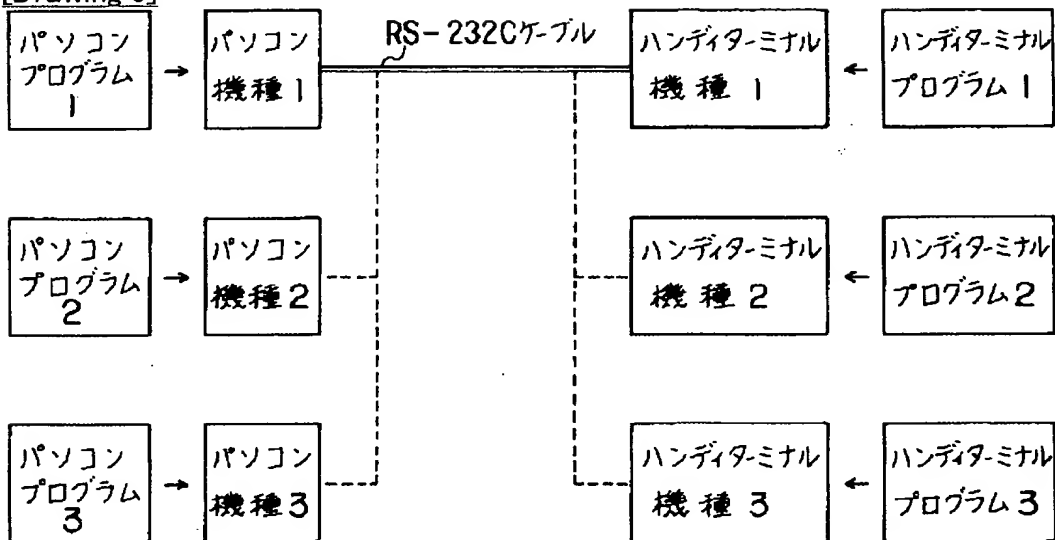 [Drawing 6]
パソコン
プログラム
1
→
パソコン
機種1
RS-232Cケーブル
ハンディターミナル
機種 1
←
ハンディターミナル
プログラム1
パソコン
プログラム
2
→
パソコン
機種2
ハンディターミナル
機種 2
←
ハンディターミナル
プログラム2
パソコン
プログラム
3
→
パソコン
機種3
ハンディターミナル
機種 3
←
ハンディターミナル
プログラム3